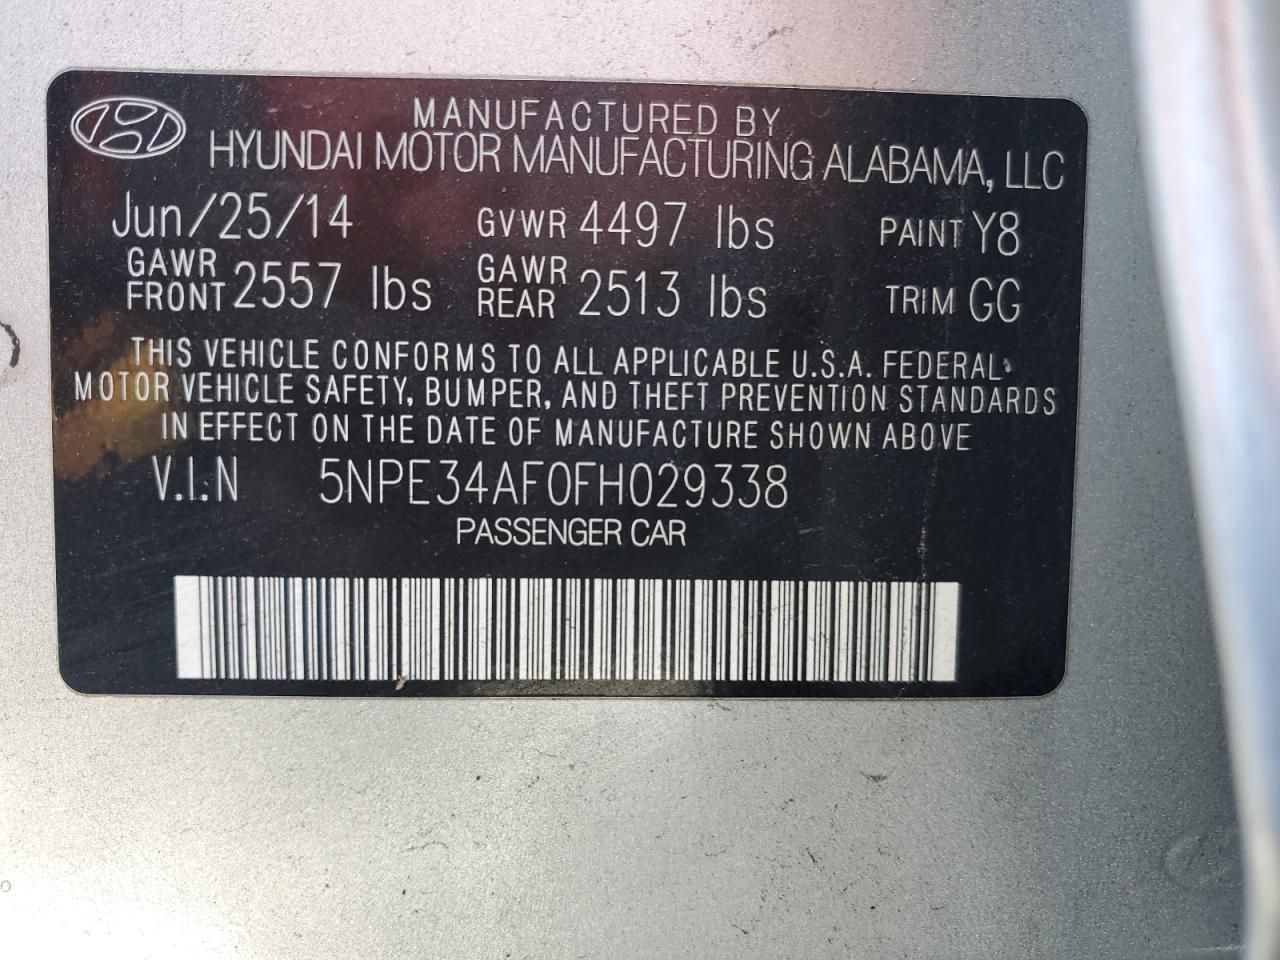 MANUFACTURED BY
HYUNDAI MOTOR MANUFACTURING ALABAMA, LLC
Jun/25/14 GVWR 4497 lbs PAINT Y8
GAWR FRONT 2557 lbs GAWR REAR 2513 lbs TRIM GG
THIS VEHICLE CONFORMS TO ALL APPLICABLE U.S.A. FEDERAL
MOTOR VEHICLE SAFETY, BUMPER, AND THEFT PREVENTION STANDARDS
IN EFFECT ON THE DATE OF MANUFACTURE SHOWN ABOVE
V.I.N 5NPE34AF0FH029338
PASSENGER CAR